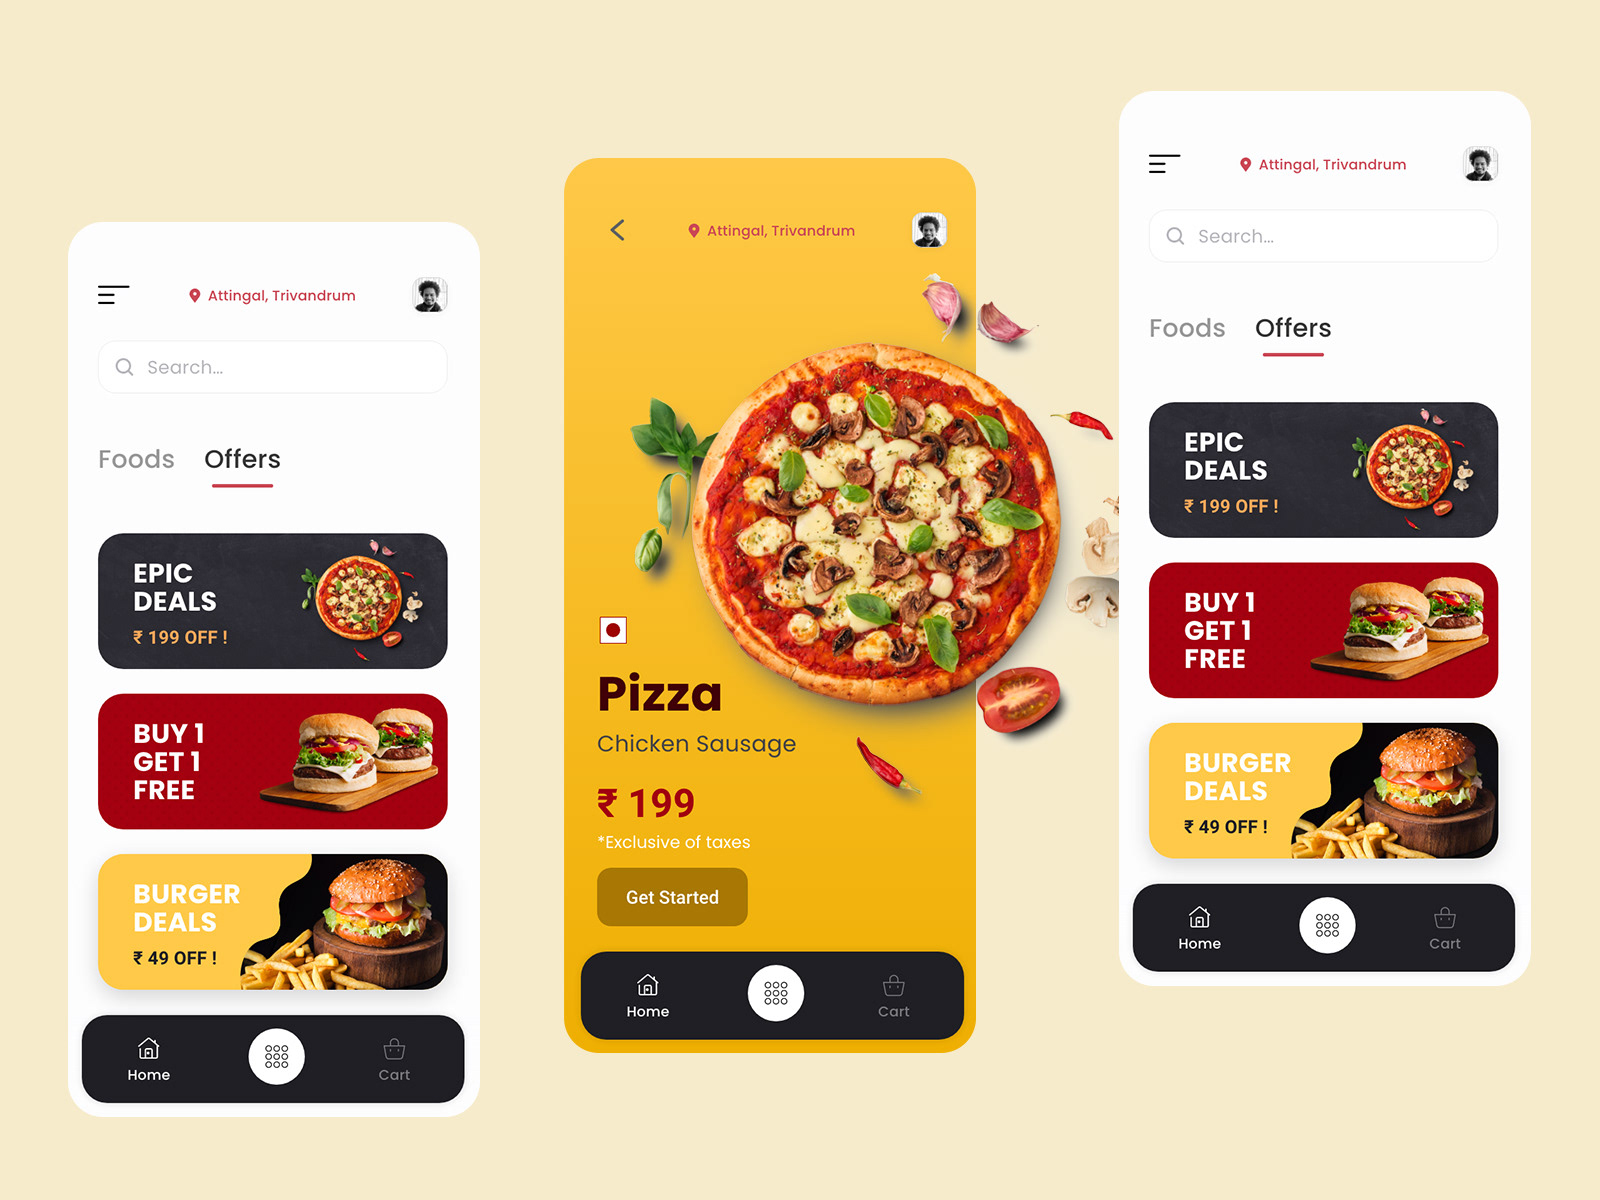 Attingal, Trivandrum
Search...
Foods Offers
EPIC
DEALS
₹ 199 OFF !
BUY 1
GET 1
FREE
BURGER
DEALS
₹ 49 OFF !
Home Cart
Attingal, Trivandrum
Pizza
Chicken Sausage
₹ 199
*Exclusive of taxes
Get Started
Home Cart
Attingal, Trivandrum
Search...
Foods Offers
EPIC
DEALS
₹ 199 OFF !
BUY 1
GET 1
FREE
BURGER
DEALS
₹ 49 OFF !
Home Cart